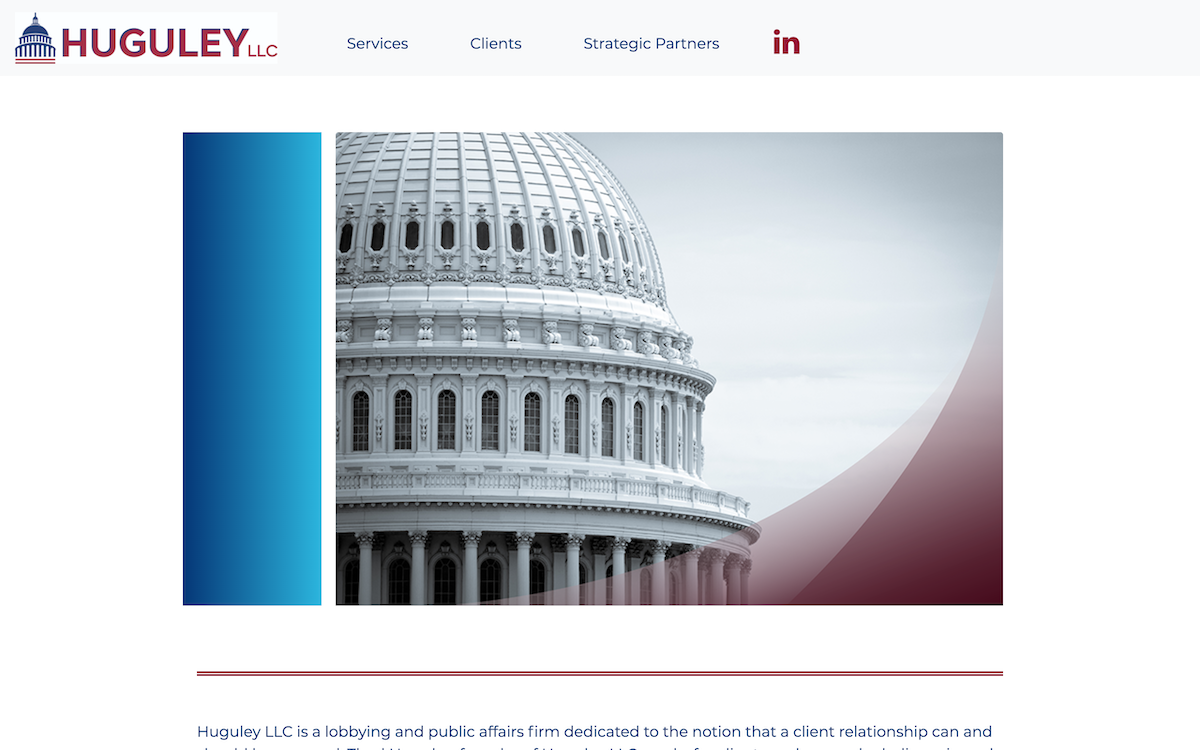 HUGULEY LLC
Services
Clients
Strategic Partners
in
Huguley LLC is a lobbying and public affairs firm dedicated to the notion that a client relationship can and